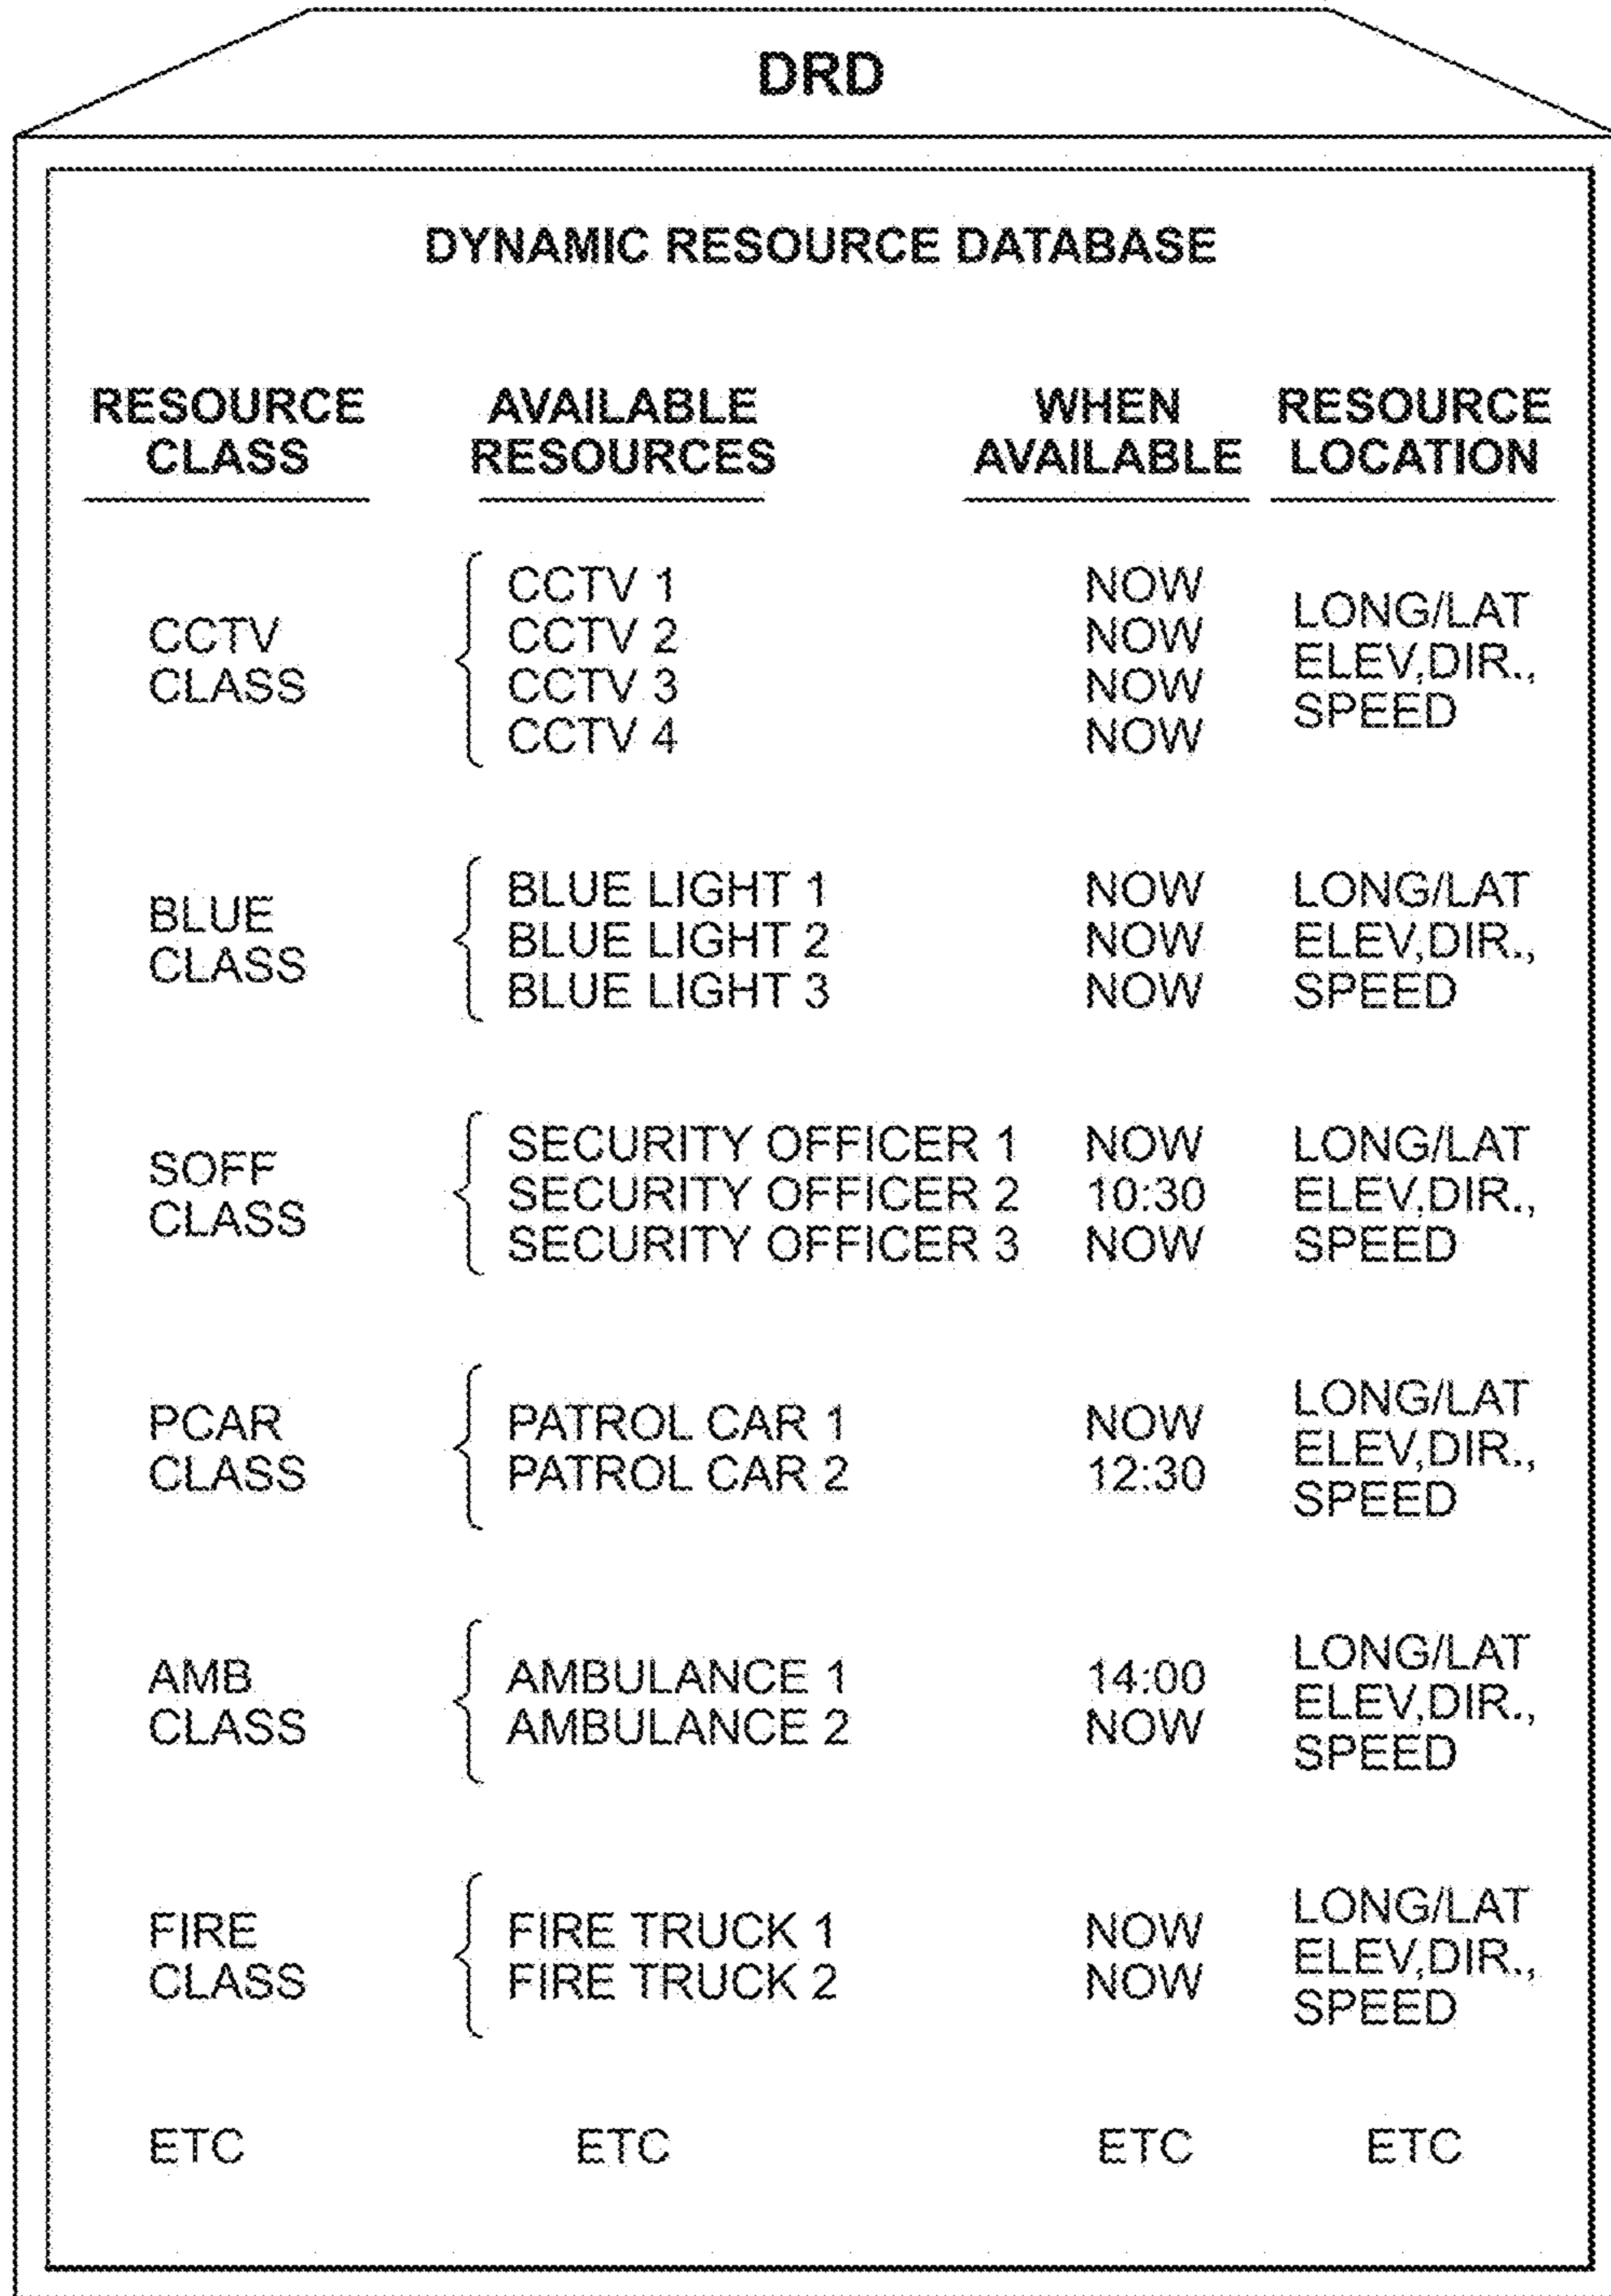 DRD
DYNAMIC RESOURCE DATABASE
RESOURCE CLASS AVAILABLE RESOURCES WHEN AVAILABLE RESOURCE LOCATION
CCTV CLASS
CCTV 1 NOW
CCTV 2 NOW
CCTV 3 NOW
CCTV 4 NOW
LONG/LAT
ELEV,DIR.,
SPEED
BLUE CLASS
BLUE LIGHT 1 NOW LONG/LAT
BLUE LIGHT 2 NOW ELEV,DIR.,
BLUE LIGHT 3 NOW SPEED
SOFF CLASS
SECURITY OFFICER 1 NOW LONG/LAT
SECURITY OFFICER 2 10:30 ELEV,DIR.,
SECURITY OFFICER 3 NOW SPEED
PCAR CLASS
PATROL CAR 1 NOW
PATROL CAR 2 12:30
LONG/LAT
ELEV,DIR.,
SPEED
AMB CLASS
AMBULANCE 1 14:00
AMBULANCE 2 NOW
LONG/LAT
ELEV,DIR.,
SPEED
FIRE CLASS
FIRE TRUCK 1 NOW
FIRE TRUCK 2 NOW
LONG/LAT
ELEV,DIR.,
SPEED
ETC ETC ETC ETC